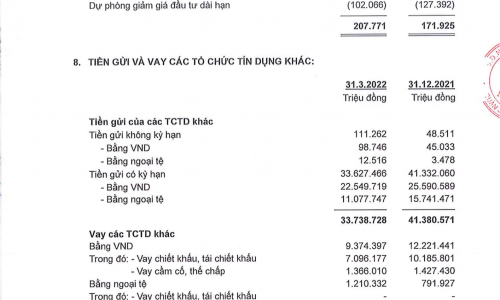 Dự phòng giảm giá đầu tư dài hạn (102.066) (127.392)
207.771 171.925
8. TIỀN GỬI VÀ VAY CÁC TỔ CHỨC TÍN DỤNG KHÁC:
31.3.2022 31.12.2021
Triệu đồng Triệu đồng
Tiền gửi của các TCTD khác
Tiền gửi không kỳ hạn 111.262 48.511
- Bằng VND 98.746 45.033
- Bằng ngoại tệ 12.516 3.478
Tiền gửi có kỳ hạn 33.627.466 41.332.060
- Bằng VND 22.549.719 25.590.589
- Bằng ngoại tệ 11.077.747 15.741.471
33.738.728 41.380.571
Vay các TCTD khác
Bằng VND 9.374.397 12.221.441
Trong đó: - Vay chiết khấu, tái chiết khấu 7.096.177 10.185.801
- Vay cầm cố, thế chấp 1.366.010 1.427.430
Bằng ngoại tệ 1.210.332 791.927
Trong đó: - Vay chiết khấu, tái chiết khấu - -